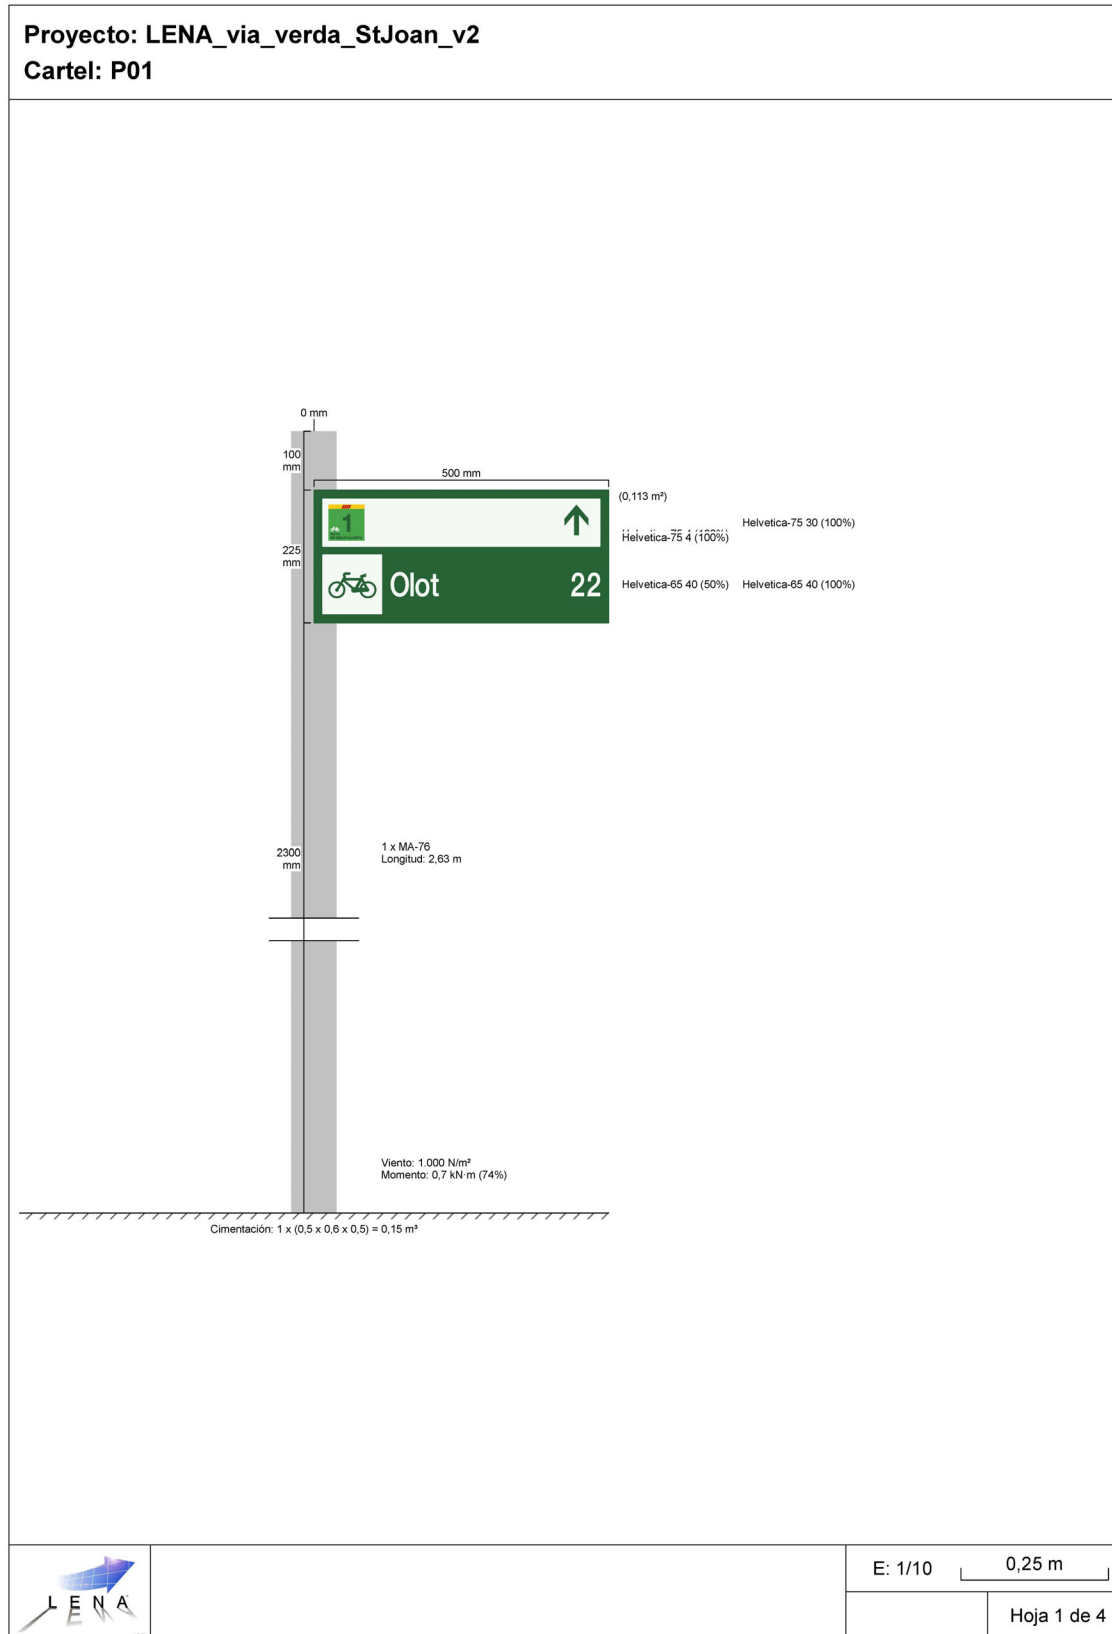 Proyecto: LENA_via_verda_StJoan_v2
Cartel: P01
0 mm
100
mm
500 mm
(0,113 m²)
1
Helvetica-75 30 (100%)
Helvetica-75 4 (100%)
225
mm
Olot 22
Helvetica-65 40 (50%) Helvetica-65 40 (100%)
2300
mm
1 x MA-76
Longitud: 2,63 m
Viento: 1.000 N/m²
Momento: 0,7 kN·m (74%)
Cimentación: 1 x (0,5 x 0,6 x 0,5) = 0,15 m³
LENA
E: 1/10
0,25 m
Hoja 1 de 4